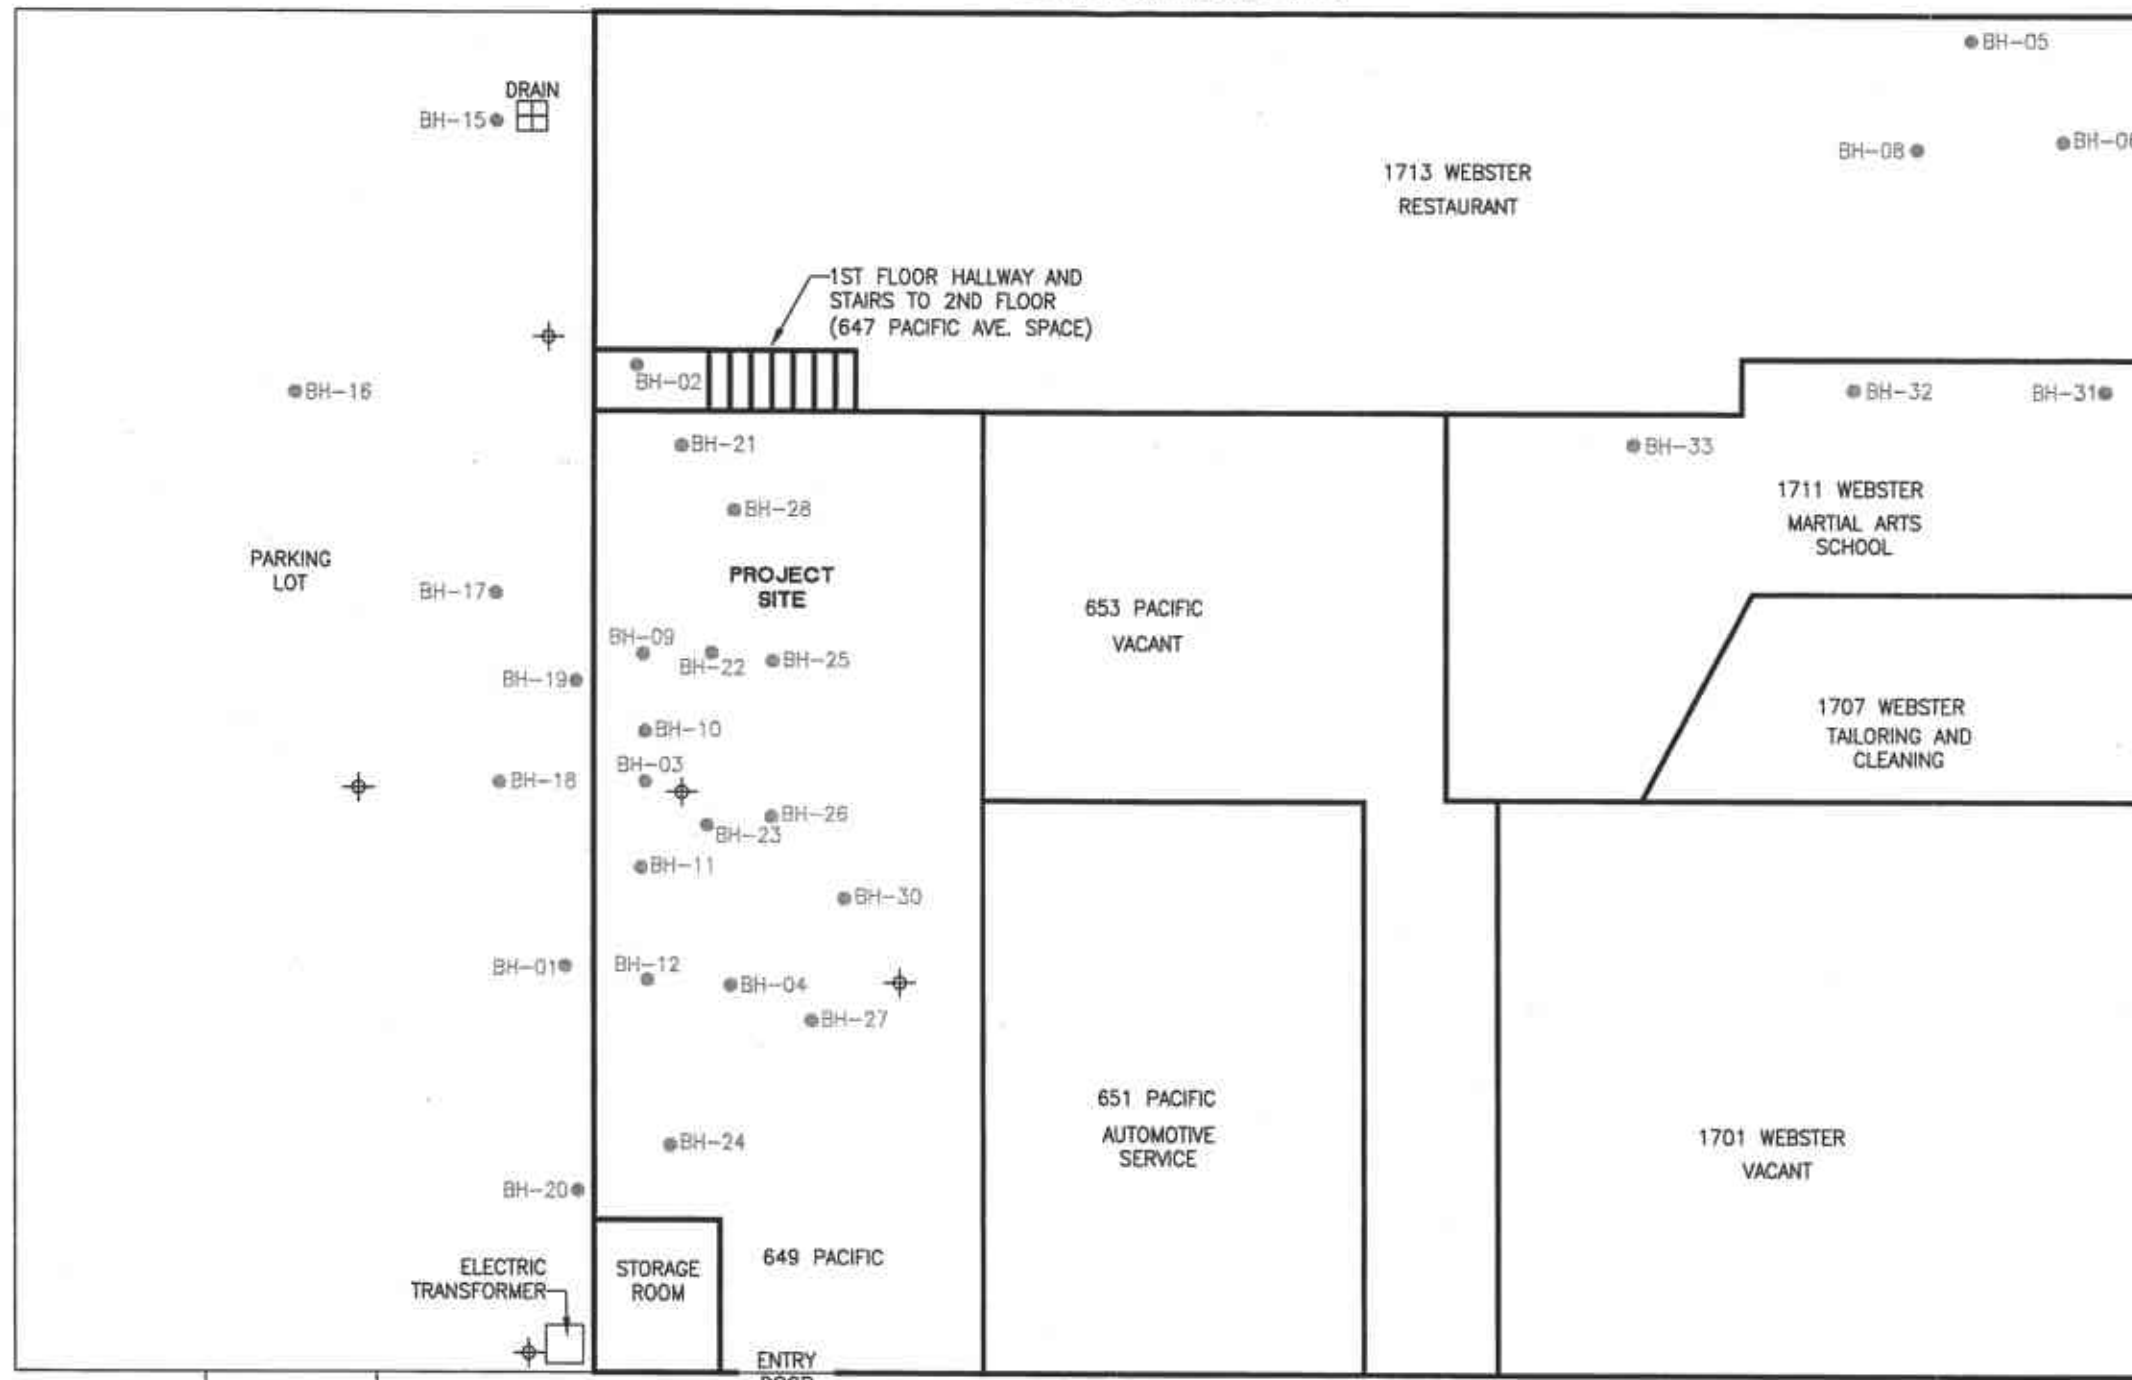 BH-05
DRAIN
BH-15
BH-08
BH-06
1713 WEBSTER
RESTAURANT
1ST FLOOR HALLWAY AND
STAIRS TO 2ND FLOOR
(647 PACIFIC AVE. SPACE)
BH-02
BH-16
BH-32
BH-31
BH-21
BH-33
1711 WEBSTER
MARTIAL ARTS
SCHOOL
BH-28
PARKING
LOT
PROJECT
SITE
BH-17
653 PACIFIC
VACANT
BH-09
BH-22
BH-25
BH-19
1707 WEBSTER
TAILORING AND
CLEANING
BH-10
BH-03
BH-18
BH-26
BH-23
BH-11
BH-30
BH-01
BH-12
BH-04
BH-27
651 PACIFIC
AUTOMOTIVE
SERVICE
BH-24
1701 WEBSTER
VACANT
BH-20
649 PACIFIC
ELECTRIC
TRANSFORMER
STORAGE
ROOM
ENTRY